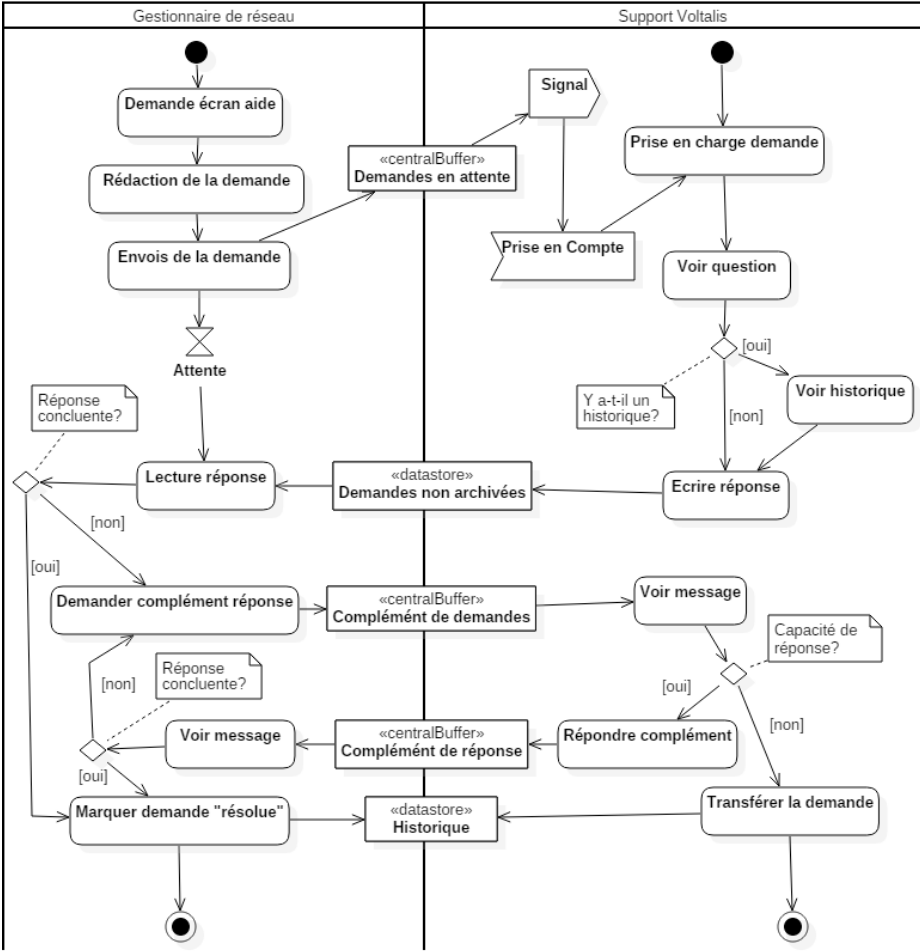 Gestionnaire de réseau
Support Voltalis
Demande écran aide
Rédaction de la demande
Envois de la demande
Attente
«centralBuffer»
Demandes en attente
Signal
Prise en Compte
Prise en charge demande
Voir question
[oui]
Y a-t-il un
historique?
[non]
Voir historique
Ecrire réponse
«datastore»
Demandes non archivées
Lecture réponse
Réponse
concluente?
[non]
[oui]
Demander complément réponse
«centralBuffer»
Complémént de demandes
Voir message
Capacité de
réponse?
[oui]
[non]
Répondre complément
«centralBuffer»
Complémént de réponse
Voir message
Réponse
concluente?
[non]
[oui]
Marquer demande "résolue"
«datastore»
Historique
Transférer la demande